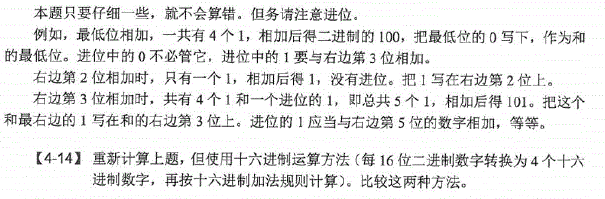 本题只要仔细一些，就不会算错。但务请注意进位。
例如，最低位相加，一共有 4 个 1，相加后得二进制的 100，把最低位的 0 写下，作为和
的最低位。进位中的 0 不必管它，进位中的 1 要与右边第 3 位相加。
右边第 2 位相加时，只有一个 1，相加后得 1，没有进位。把 1 写在右边第 2 位上。
右边第 3 位相加时，共有 4 个 1 和一个进位的 1，即总共 5 个 1，相加后得 101。把这个
和最右边的 1 写在和的右边第 3 位上。进位的 1 应当与右边第 5 位的数字相加，等等。
【4-14】 重新计算上题，但使用十六进制运算方法（每 16 位二进制数字转换为 4 个十六
进制数字，再按十六进制加法规则计算）。比较这两种方法。